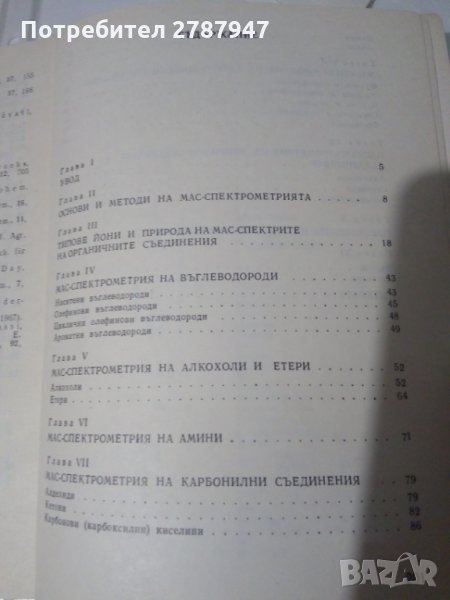 Потребител 2787947
Глава I
УВОД . . . 5
Глава II
ОСНОВИ И МЕТОДИ НА МАС-СПЕКТРОМЕТРИЯТА . . . 8
Глава III
ТИПОВЕ ЙОНИ И ПРИРОДА НА МАС-СПЕКТРИТЕ
НА ОРГАНИЧНИТЕ СЪЕДИНЕНИЯ . . . 18
Глава IV
МАС-СПЕКТРОМЕТРИЯ НА ВЪГЛЕВОДОРОДИ . . . 43
Наситени въглеводороди . . . 43
Олефинови въглеводороди . . . 45
Циклични олефинови въглеводороди . . . 48
Ароматни въглеводороди . . . 49
Глава V
МАС-СПЕКТРОМЕТРИЯ НА АЛКОХОЛИ И ЕТЕРИ . . . 52
Алкохоли . . . 52
Етери . . . 64
Глава VI
МАС-СПЕКТРОМЕТРИЯ НА АМИНИ . . . 71
Глава VII
МАС-СПЕКТРОМЕТРИЯ НА КАРБОНИЛНИ СЪЕДИНЕНИЯ . . . 79
Алдехиди . . . 79
Кетони . . . 82
Карбонови (карбоксилни) киселини . . . 86
BAZAR